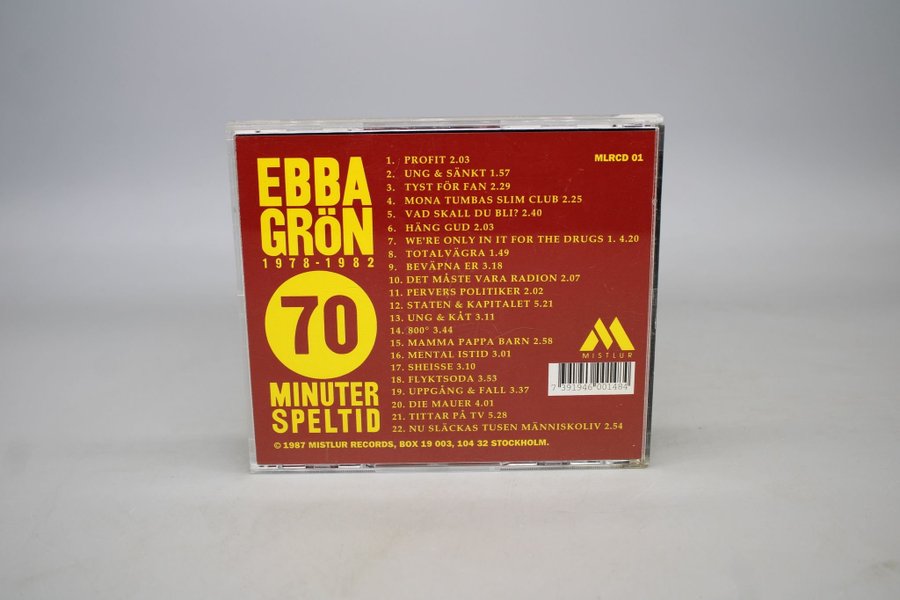 EBBA
GRöN
1978-1982
70
MINUTER
SPELTID
1. PROFIT 2.03
2. UNG & SÄNKT 1.57
3. TYST FÖR FAN 2.29
4. MONA TUMBAS SLIM CLUB 2.25
5. VAD SKALL DU BLI? 2.40
6. HÄNG GUD 2.03
7. WE'RE ONLY IN IT FOR THE DRUGS 1. 4.20
8. TOTALVÄGRA 1.49
9. BEVÄPNA ER 3.18
10. DET MÅSTE VARA RADION 2.07
11. PERVERS POLITIKER 2.02
12. STATEN & KAPITALET 5.21
13. UNG & KÅT 3.11
14. 800° 3.44
15. MAMMA PAPPA BARN 2.58
16. MENTAL ISTID 3.01
17. SHEISSE 3.10
18. FLYKTSODA 3.53
19. UPPGÅNG & FALL 3.37
20. DIE MAUER 4.01
21. TITTAR PÅ TV 5.28
22. NU SLÄCKAS TUSEN MÄNNISKOLIV 2.54
MLRCD 01
MISTLUR
7 391946 001484
© 1987 MISTLUR RECORDS, BOX 19 003, 104 32 STOCKHOLM.